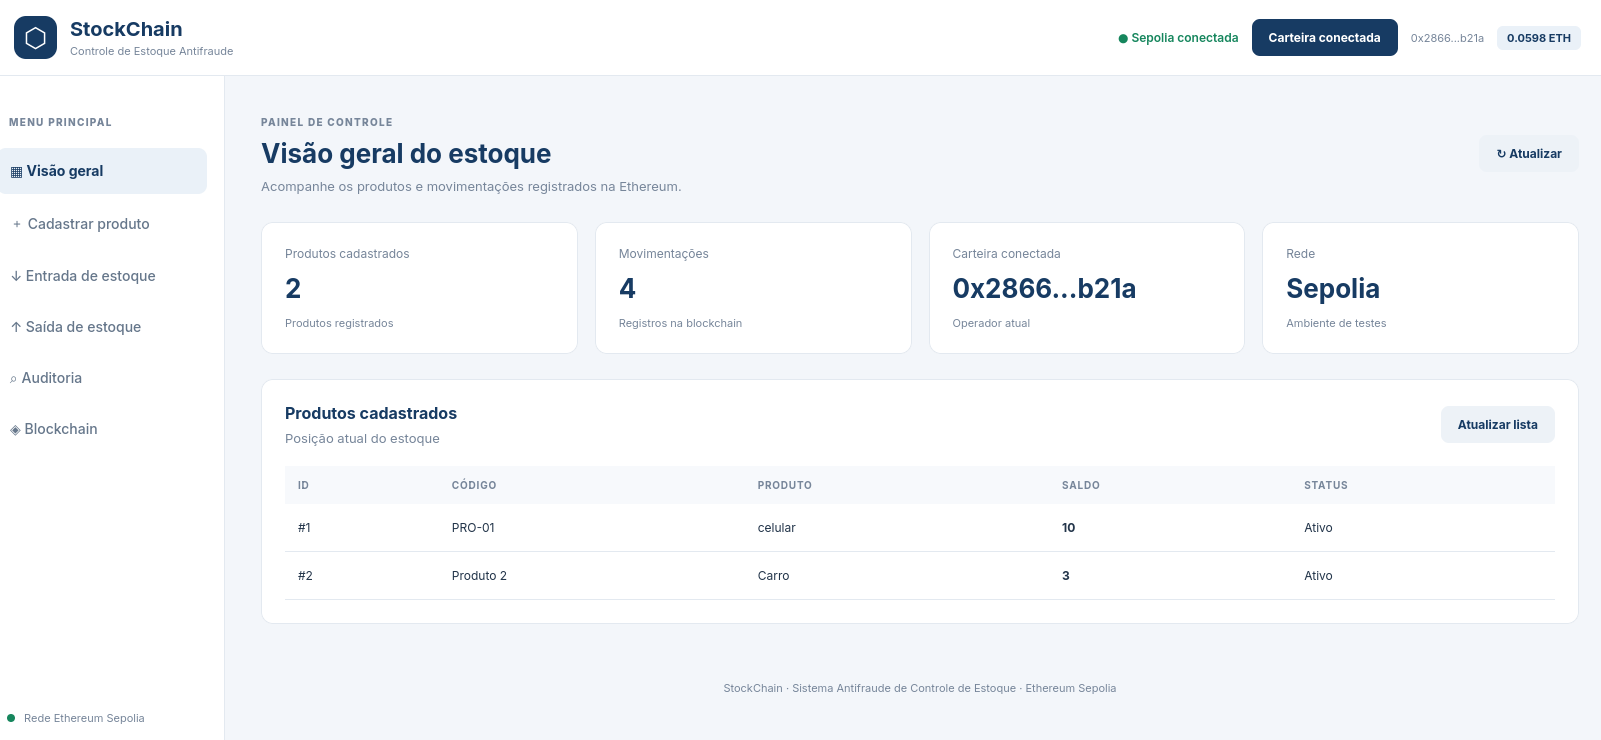 StockChain
Controle de Estoque Antifraude
● Sepolia conectada
Carteira conectada
0x2866...b21a
0.0598 ETH
MENU PRINCIPAL
▦ Visão geral
+ Cadastrar produto
↓ Entrada de estoque
↑ Saída de estoque
⌕ Auditoria
◈ Blockchain
Rede Ethereum Sepolia
PAINEL DE CONTROLE
Visão geral do estoque
Acompanhe os produtos e movimentações registrados na Ethereum.
↻ Atualizar
Produtos cadastrados
2
Produtos registrados
Movimentações
4
Registros na blockchain
Carteira conectada
0x2866...b21a
Operador atual
Rede
Sepolia
Ambiente de testes
Produtos cadastrados
Posição atual do estoque
Atualizar lista
ID CÓDIGO PRODUTO SALDO STATUS
#1 PRO-01 celular 10 Ativo
#2 Produto 2 Carro 3 Ativo
StockChain · Sistema Antifraude de Controle de Estoque · Ethereum Sepolia